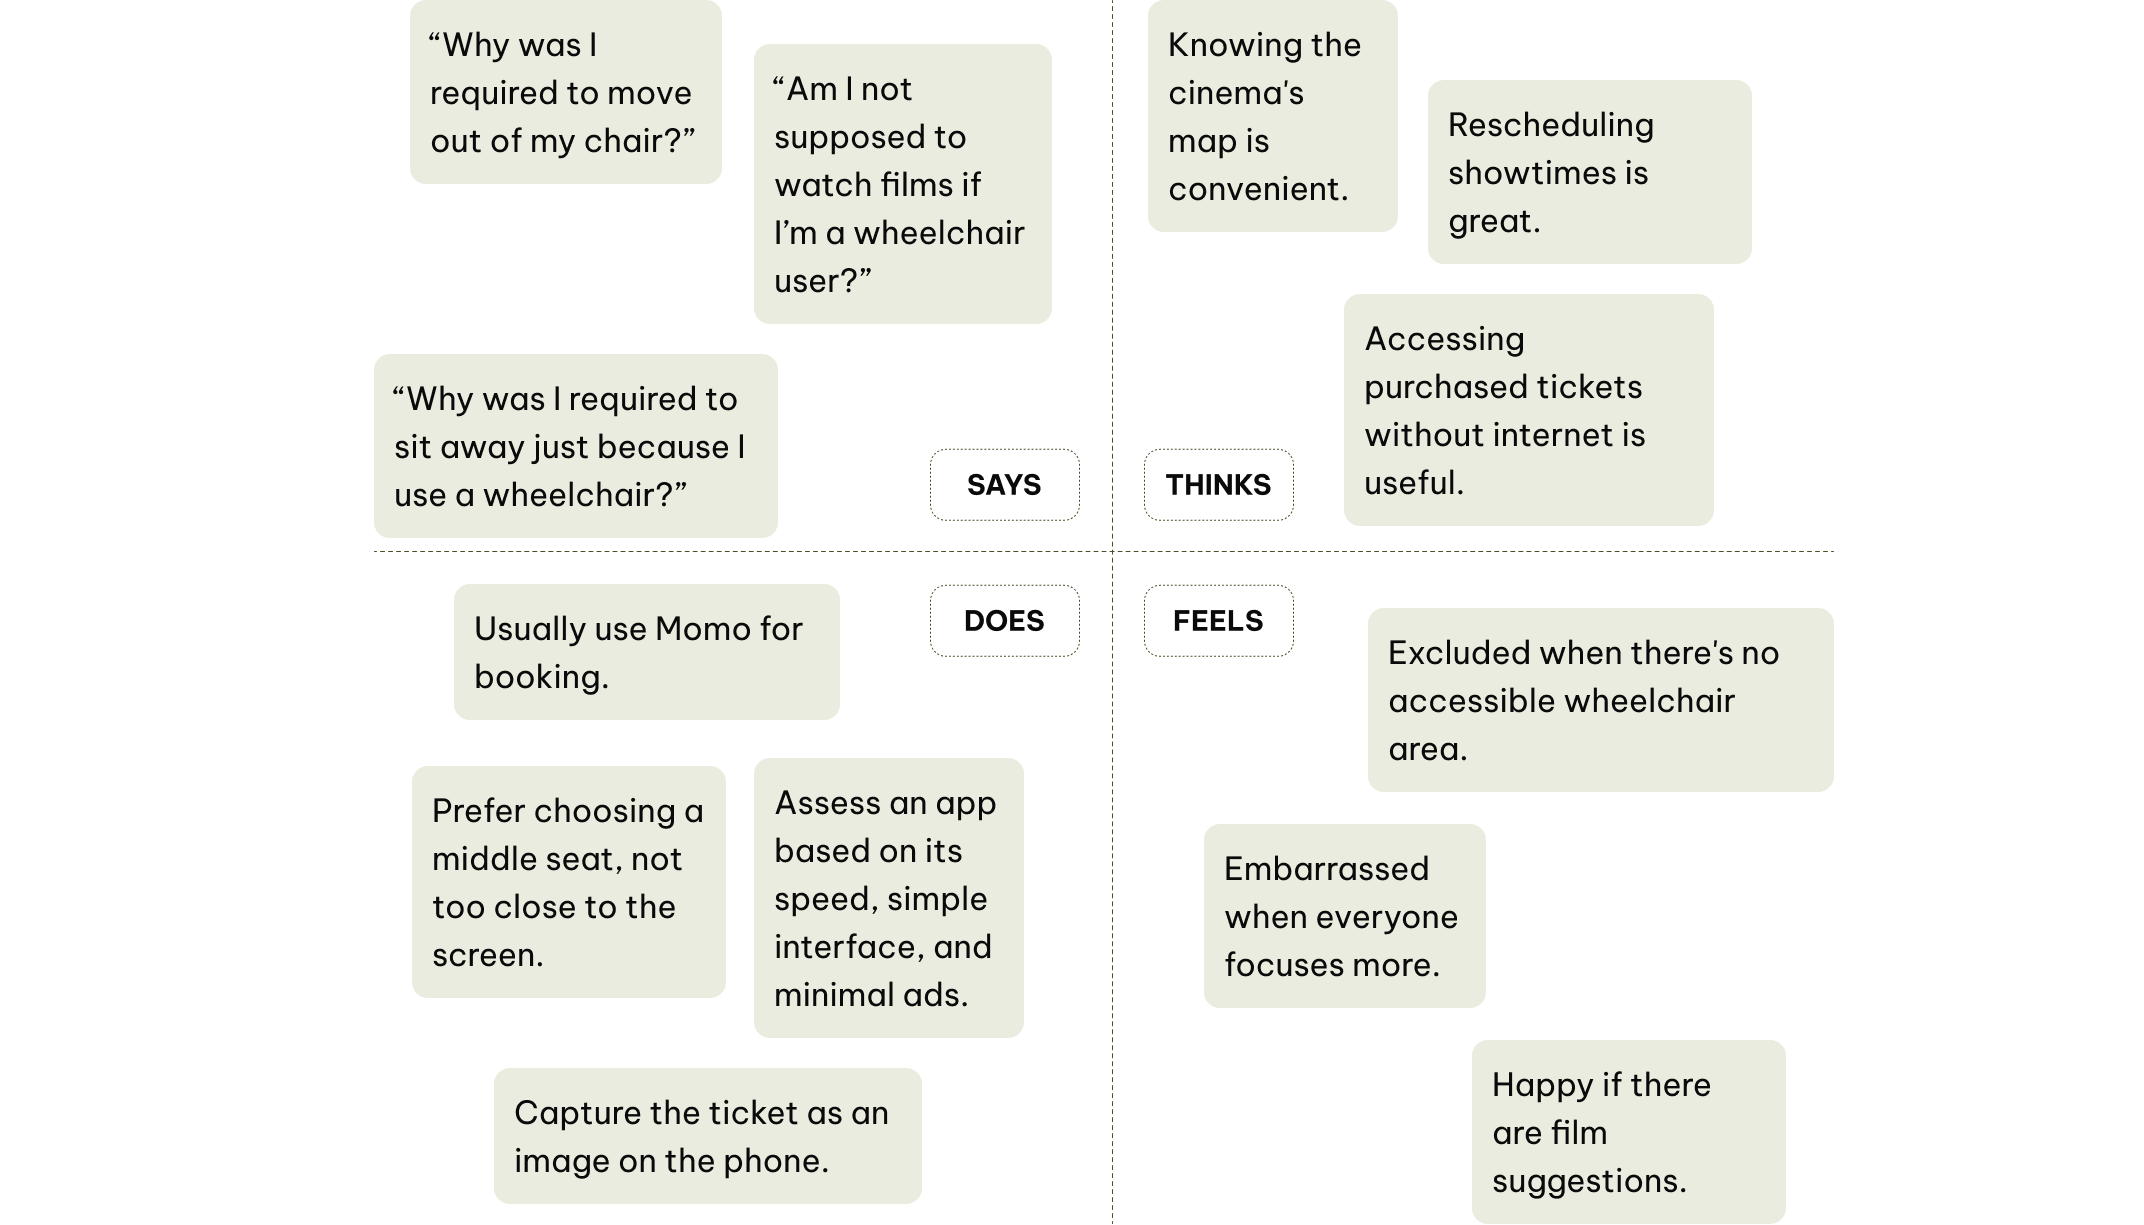 “Why was I
required to move
out of my chair?”
“Am I not
supposed to
watch films if
I’m a wheelchair
user?”
“Why was I required to
sit away just because I
use a wheelchair?”
SAYS
Knowing the
cinema's
map is
convenient.
Rescheduling
showtimes is
great.
Accessing
purchased tickets
without internet is
useful.
THINKS
Usually use Momo for
booking.
DOES
Prefer choosing a
middle seat, not
too close to the
screen.
Assess an app
based on its
speed, simple
interface, and
minimal ads.
Capture the ticket as an
image on the phone.
FEELS
Excluded when there's no
accessible wheelchair
area.
Embarrassed
when everyone
focuses more.
Happy if there
are film
suggestions.